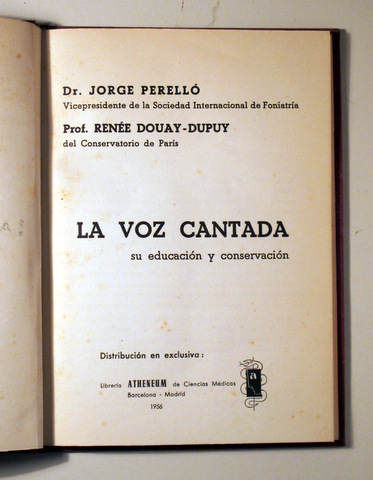 Dr. JORGE PERELLÓ
Vicepresidente de la Sociedad Internacional de Foniatría
Prof. RENÉE DOUAY-DUPUY
del Conservatorio de París
LA VOZ CANTADA
su educación y conservación
Distribución en exclusiva:
Librería ATHENEUM de Ciencias Médicas
Barcelona - Madrid
1956